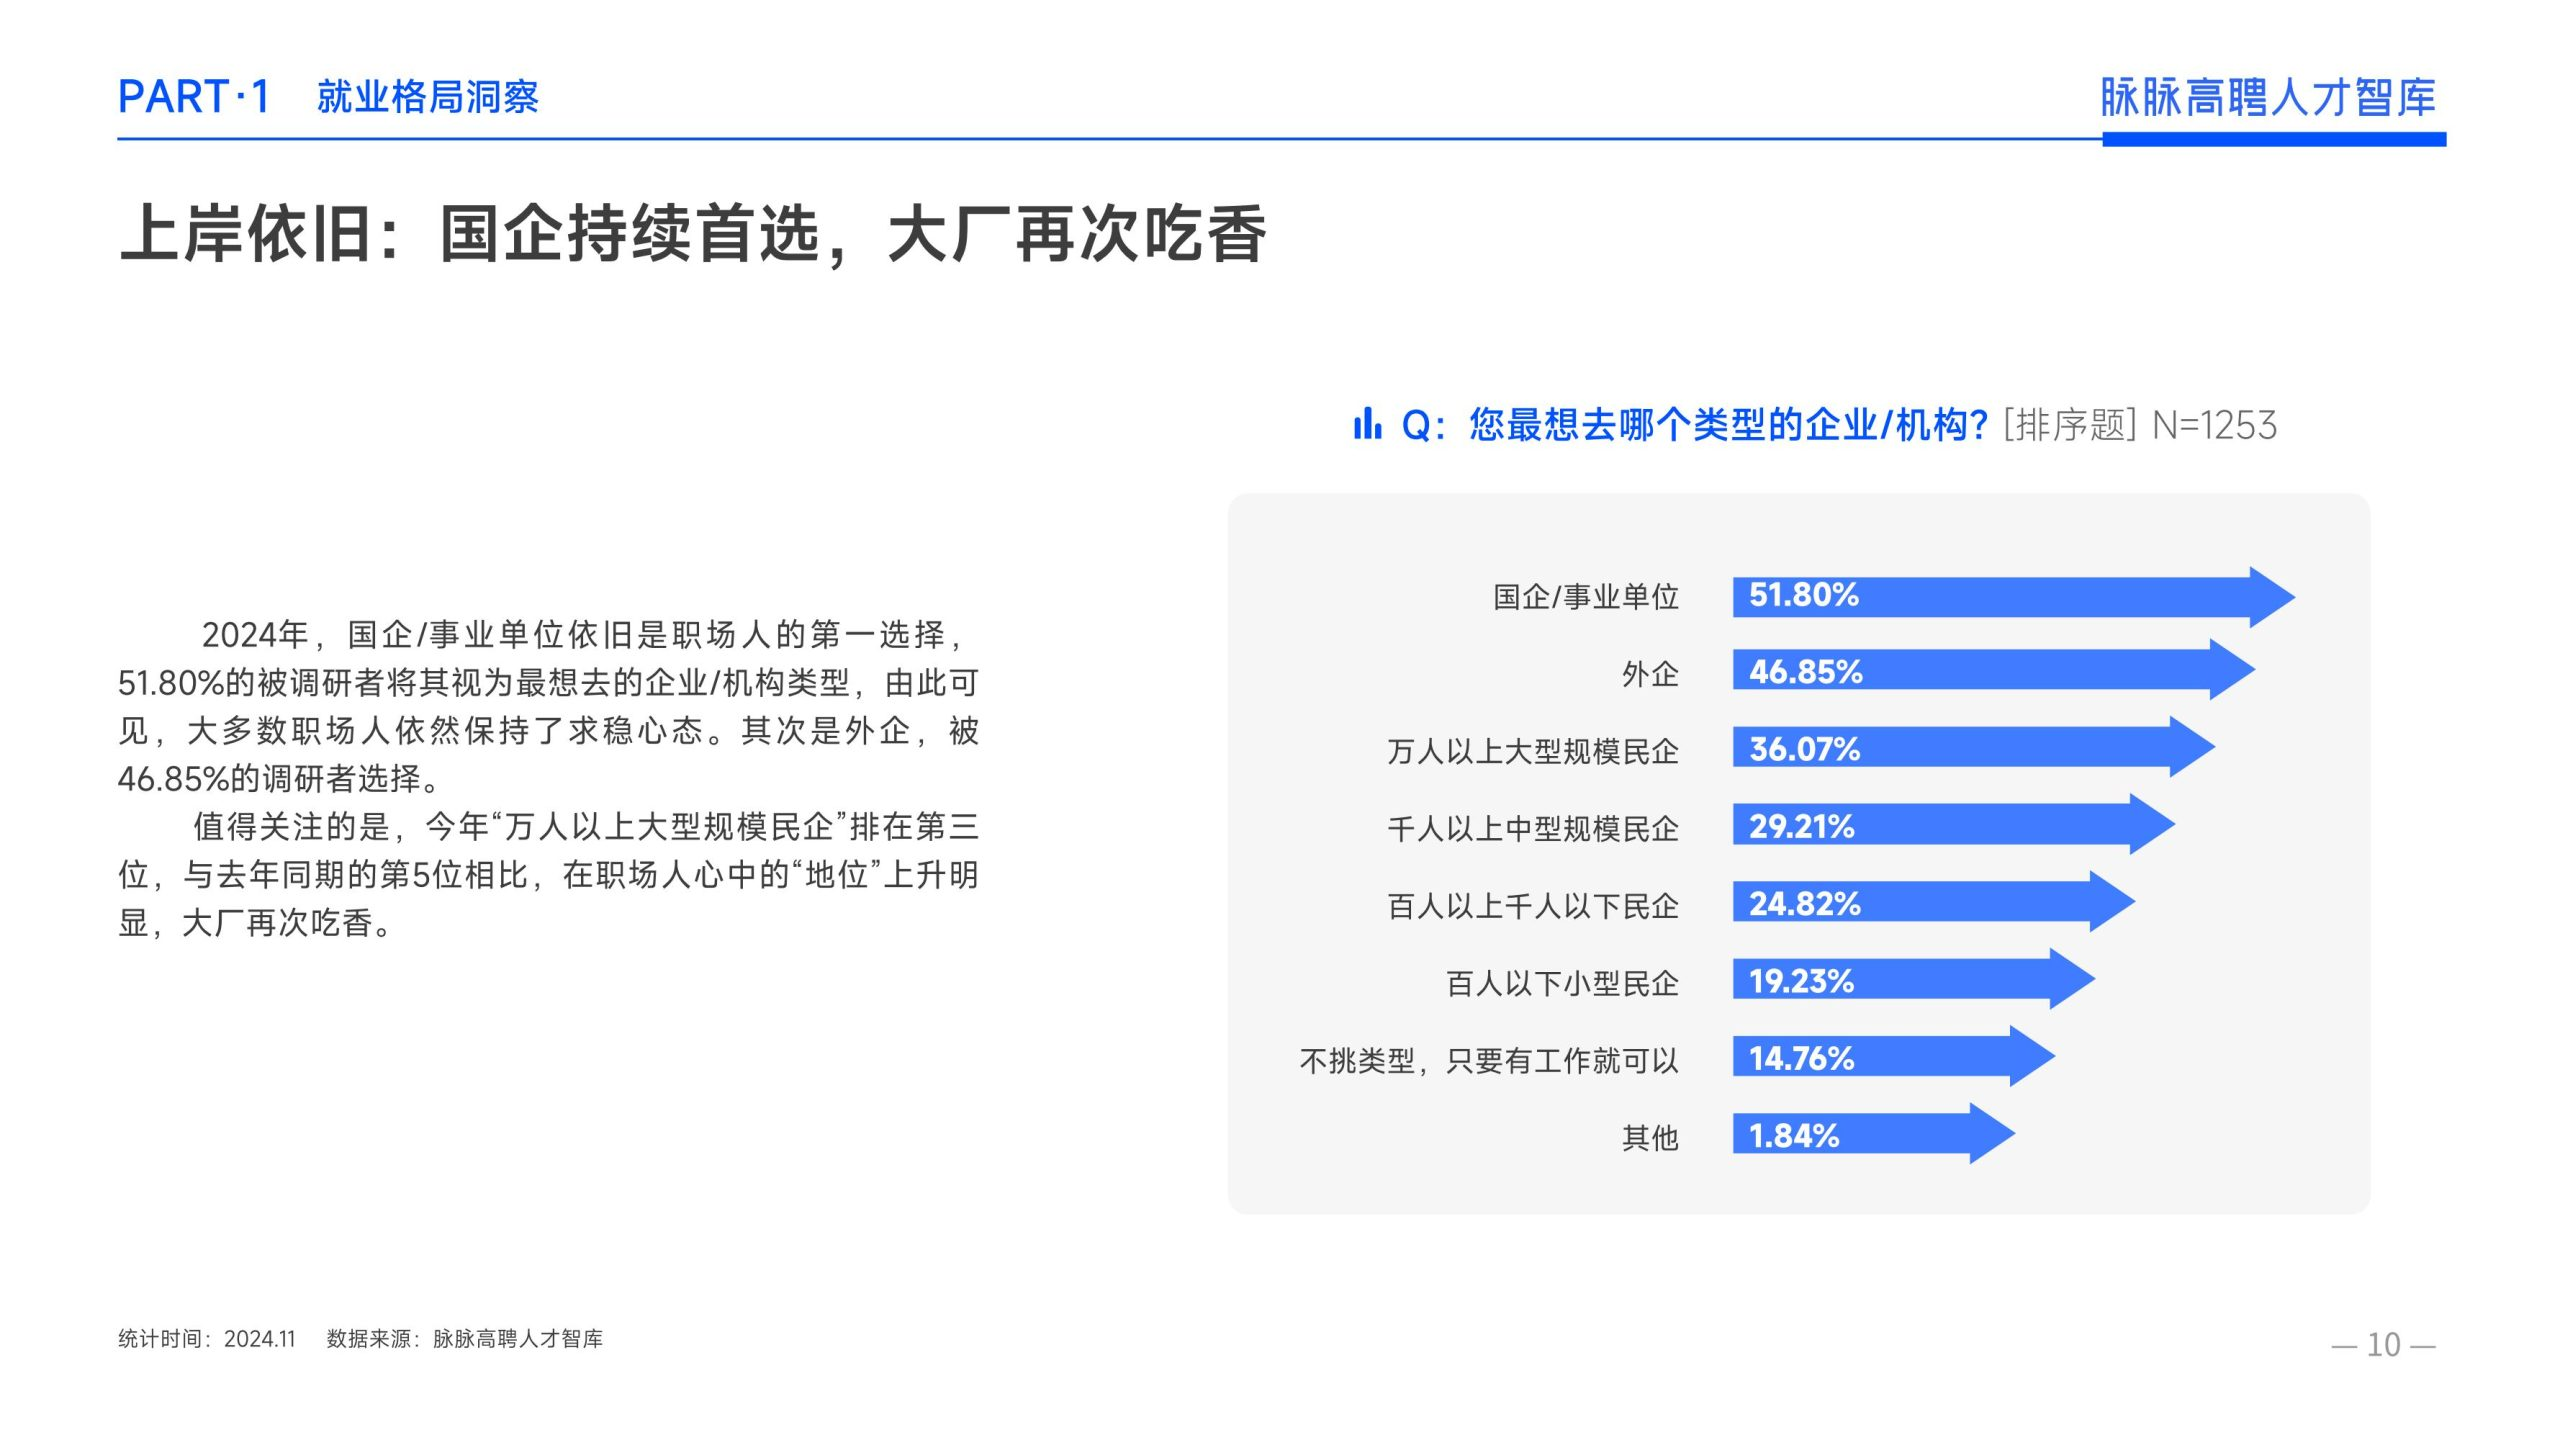 PART·1 就业格局洞察
脉脉高聘人才智库
上岸依旧：国企持续首选，大厂再次吃香
2024年，国企/事业单位依旧是职场人的第一选择，
51.80%的被调研者将其视为最想去的企业/机构类型，由此可
见，大多数职场人依然保持了求稳心态。其次是外企，被
46.85%的调研者选择。
值得关注的是，今年“万人以上大型规模民企”排在第三
位，与去年同期的第5位相比，在职场人心中的“地位”上升明
显，大厂再次吃香。
Q：您最想去哪个类型的企业/机构？[排序题] N=1253
国企/事业单位 51.80%
外企 46.85%
万人以上大型规模民企 36.07%
千人以上中型规模民企 29.21%
百人以上千人以下民企 24.82%
百人以下小型民企 19.23%
不挑类型，只要有工作就可以 14.76%
其他 1.84%
统计时间：2024.11 数据来源：脉脉高聘人才智库
— 10 —